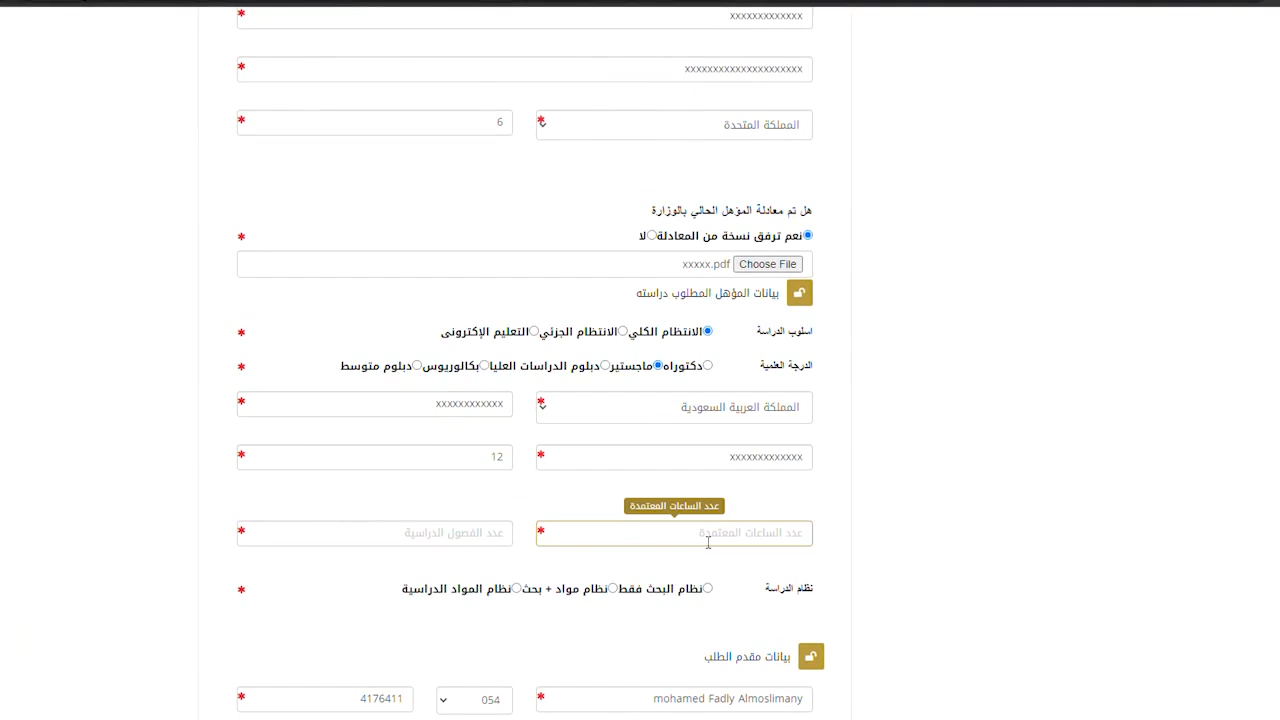 xxxxxxxxxxxxx
xxxxxxxxxxxxxxxxxxxxx
المملكة المتحدة 6
هل تم معادلة المؤهل الحالي بالوزارة
نعم ترفق نسخة من المعادلة لا
Choose File xxxxx.pdf
بيانات المؤهل المطلوب دراسته
اسلوب الدراسة الانتظام الكلي الانتظام الجزئي التعليم الإكترونى
الدرجة العلمية دكتوراه ماجستير دبلوم الدراسات العليا بكالوريوس دبلوم متوسط
المملكة العربية السعودية xxxxxxxxxxxx
xxxxxxxxxxxxx 12
عدد الساعات المعتمدة
عدد الساعات المعتمدة عدد الفصول الدراسية
نظام الدراسة نظام البحث فقط نظام مواد + بحث نظام المواد الدراسية
بيانات مقدم الطلب
mohamed Fadly Almoslimany 054 4176411